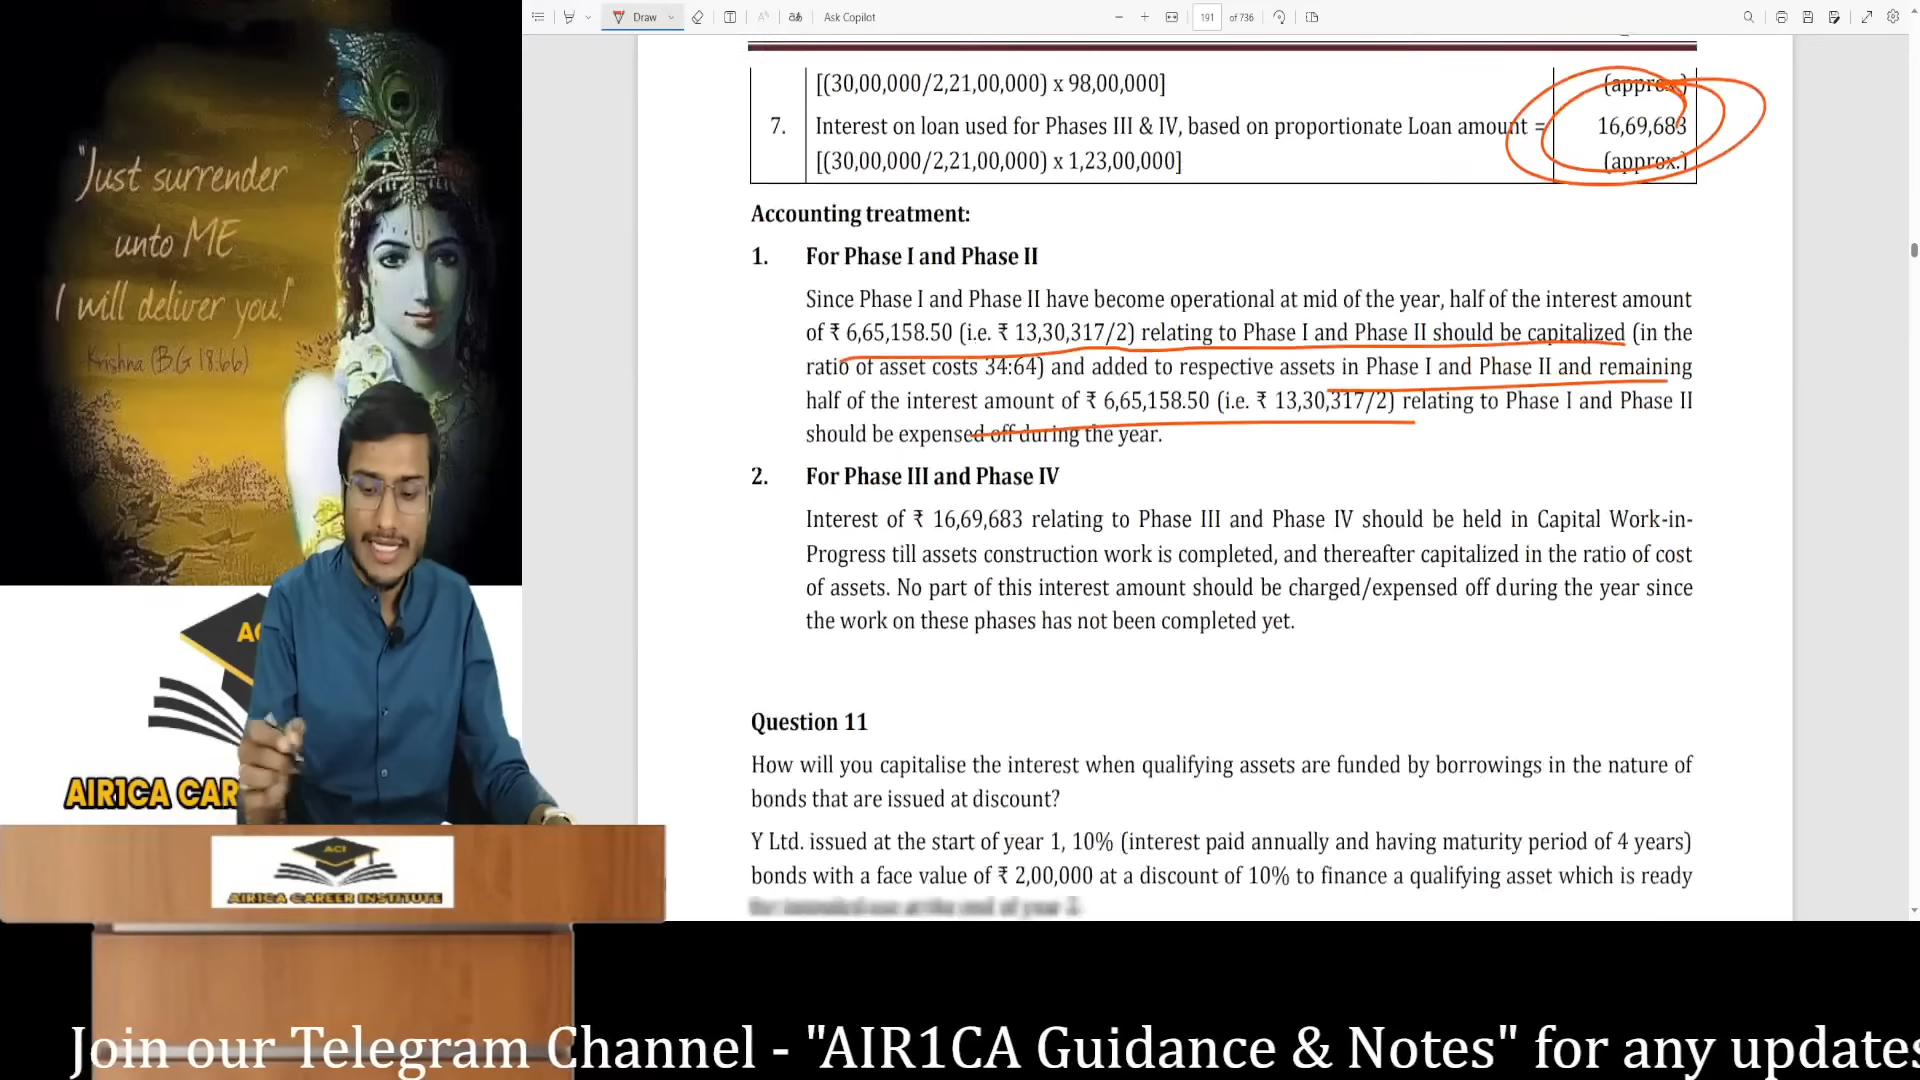 Draw
Ask Copilot
191
of 736
"Just surrender
unto ME
I will deliver you!"
- Krishna (B.G 18:66)
[(30,00,000/2,21,00,000) x 98,00,000]
(approx.)
7.
Interest on loan used for Phases III & IV, based on proportionate Loan amount =
16,69,683
[(30,00,000/2,21,00,000) x 1,23,00,000]
(approx.)
Accounting treatment:
1. For Phase I and Phase II
Since Phase I and Phase II have become operational at mid of the year, half of the interest amount
of ₹ 6,65,158.50 (i.e. ₹ 13,30,317/2) relating to Phase I and Phase II should be capitalized (in the
ratio of asset costs 34:64) and added to respective assets in Phase I and Phase II and remaining
half of the interest amount of ₹ 6,65,158.50 (i.e. ₹ 13,30,317/2) relating to Phase I and Phase II
should be expensed off during the year.
2. For Phase III and Phase IV
Interest of ₹ 16,69,683 relating to Phase III and Phase IV should be held in Capital Work-in-
Progress till assets construction work is completed, and thereafter capitalized in the ratio of cost
of assets. No part of this interest amount should be charged/expensed off during the year since
the work on these phases has not been completed yet.
Question 11
How will you capitalise the interest when qualifying assets are funded by borrowings in the nature of
bonds that are issued at discount?
Y Ltd. issued at the start of year 1, 10% (interest paid annually and having maturity period of 4 years)
bonds with a face value of ₹ 2,00,000 at a discount of 10% to finance a qualifying asset which is ready
AIR1CA CAR
ACI
AIR1CA CAREER INSTITUTE
Join our Telegram Channel - "AIR1CA Guidance & Notes" for any updates